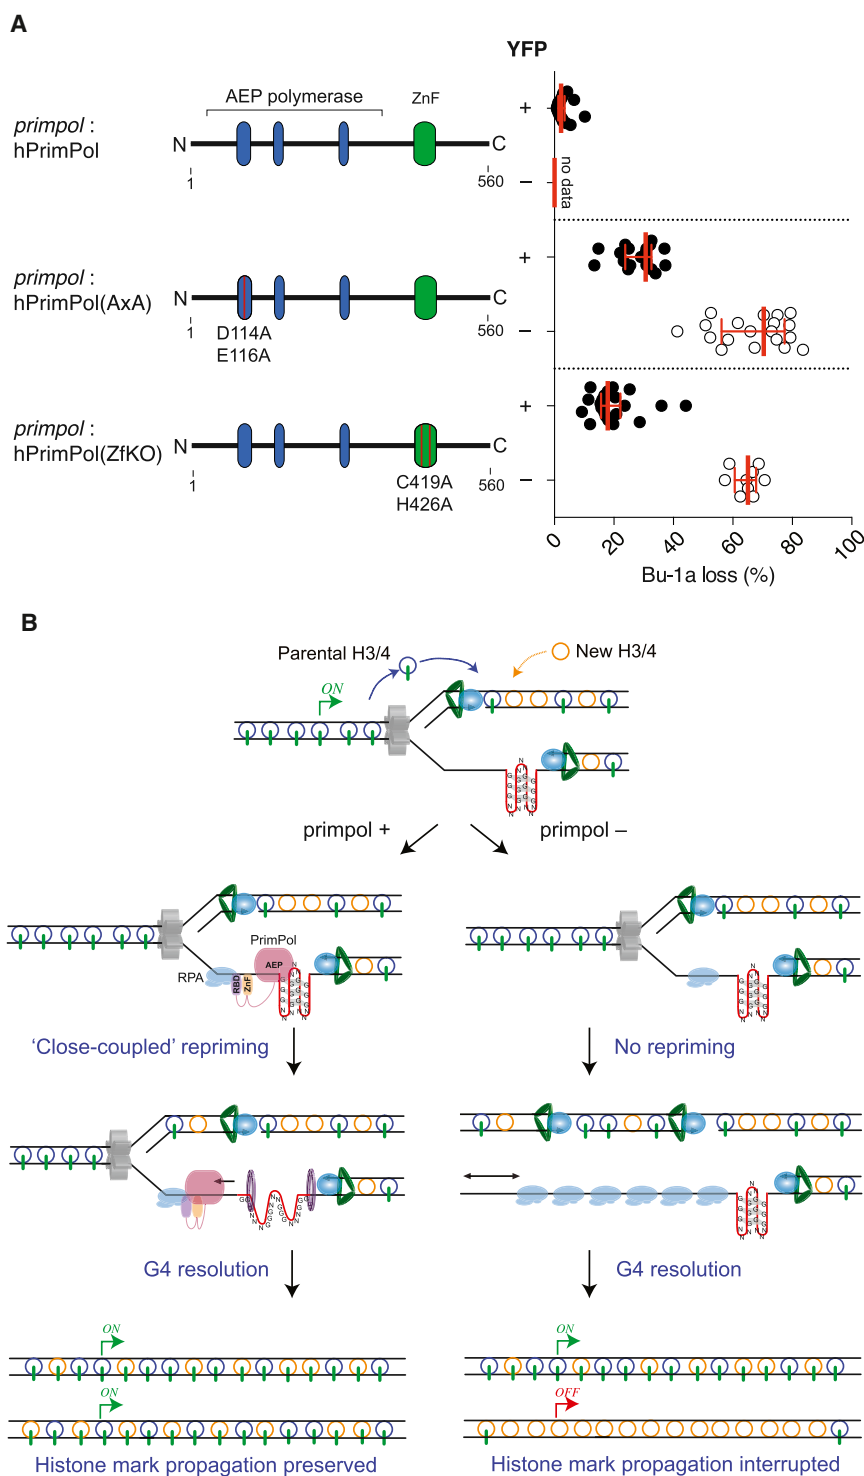 A
YFP
AEP polymerase
ZnF
primpol :
hPrimPol
N
C
1
560
+
−
no data
primpol :
hPrimPol(AxA)
N
C
1
560
D114A
E116A
+
−
primpol :
hPrimPol(ZfKO)
N
C
1
560
C419A
H426A
+
−
0
20
40
60
80
100
Bu-1a loss (%)
B
Parental H3/4
New H3/4
ON
primpol +
primpol −
PrimPol
AEP
RPA
RBD
ZnF
'Close-coupled' repriming
No repriming
G4 resolution
G4 resolution
ON
ON
ON
OFF
Histone mark propagation preserved
Histone mark propagation interrupted